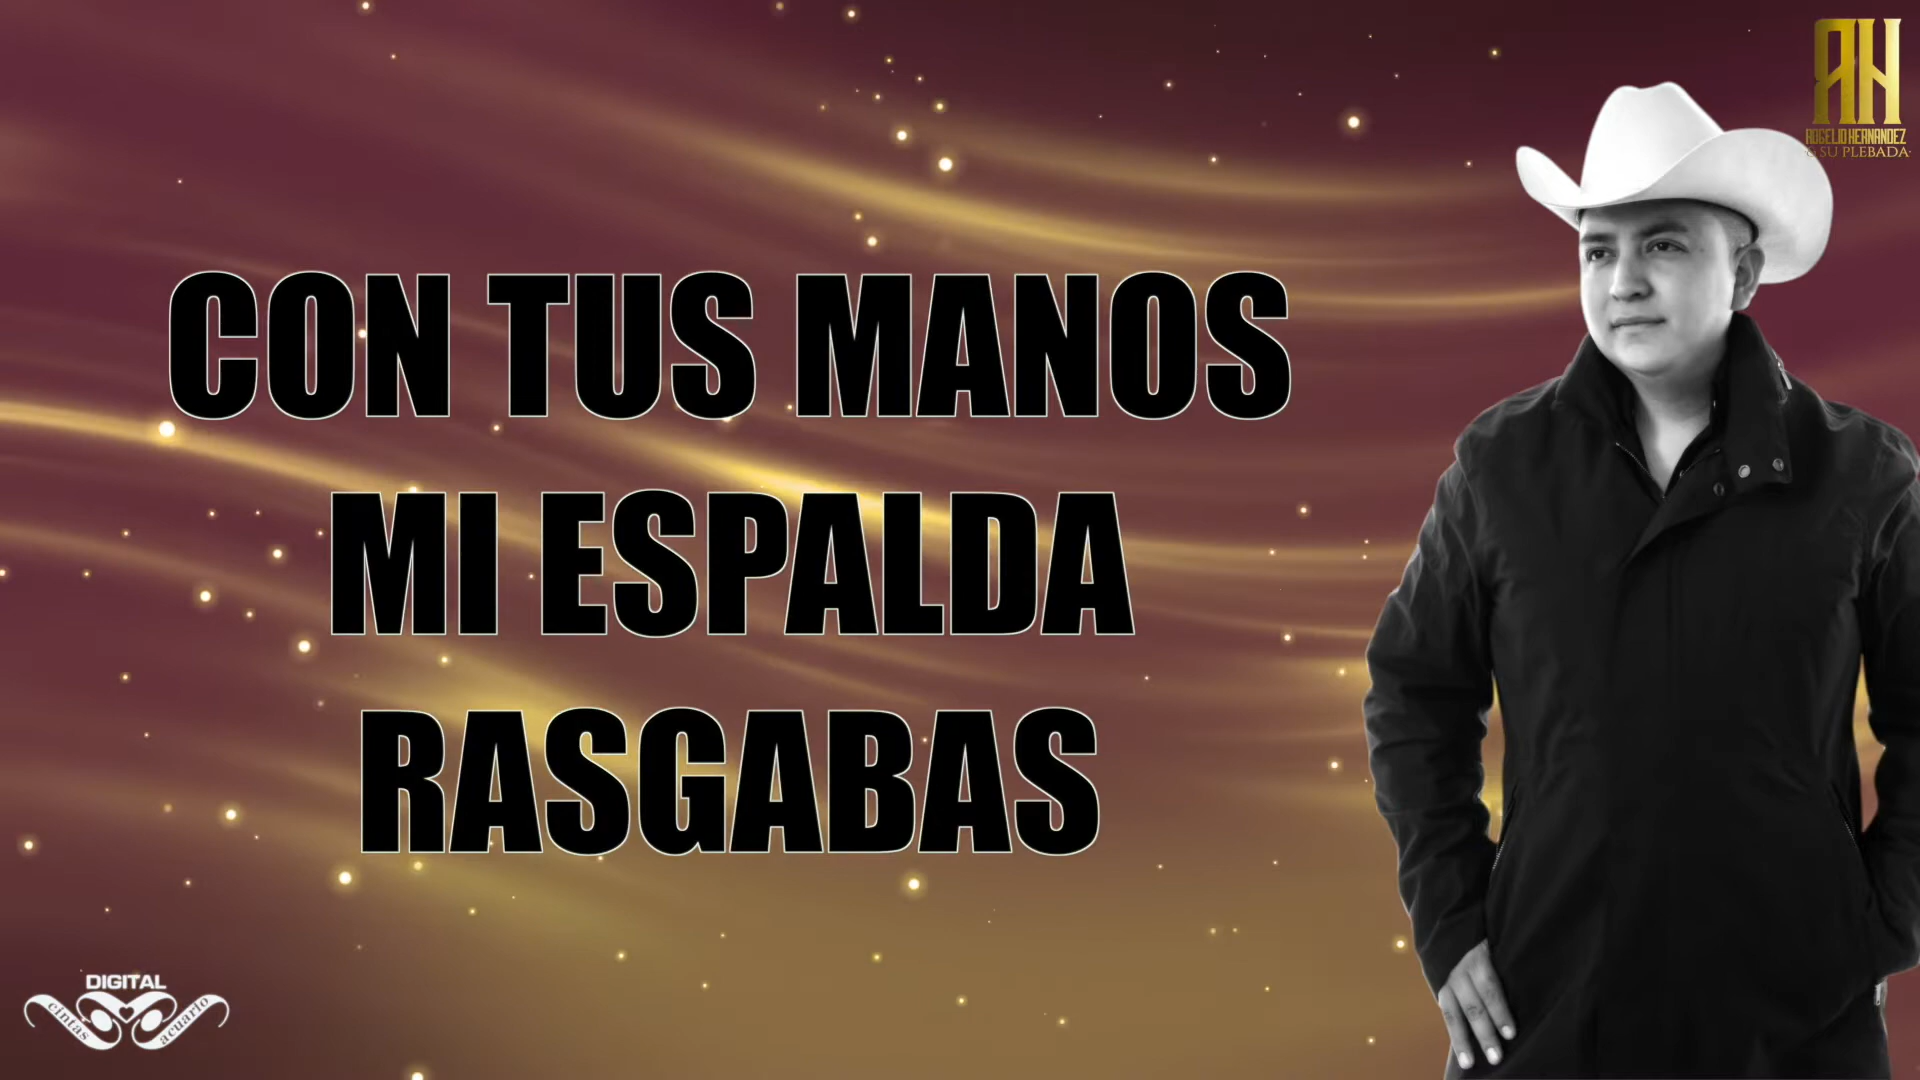 RH
ROGELIO HERNANDEZ
& SU PLEBADA
CON TUS MANOS
MI ESPALDA
RASGABAS
DIGITAL
cintas acuario